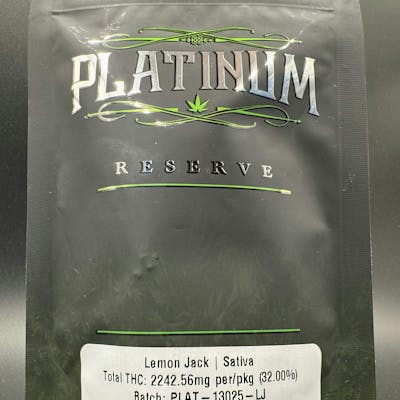 PLATINUM
RESERVE
Lemon Jack | Sativa
Total THC: 2242.56mg per/pkg (32.00%)
Batch: PLAT-13025-LJ